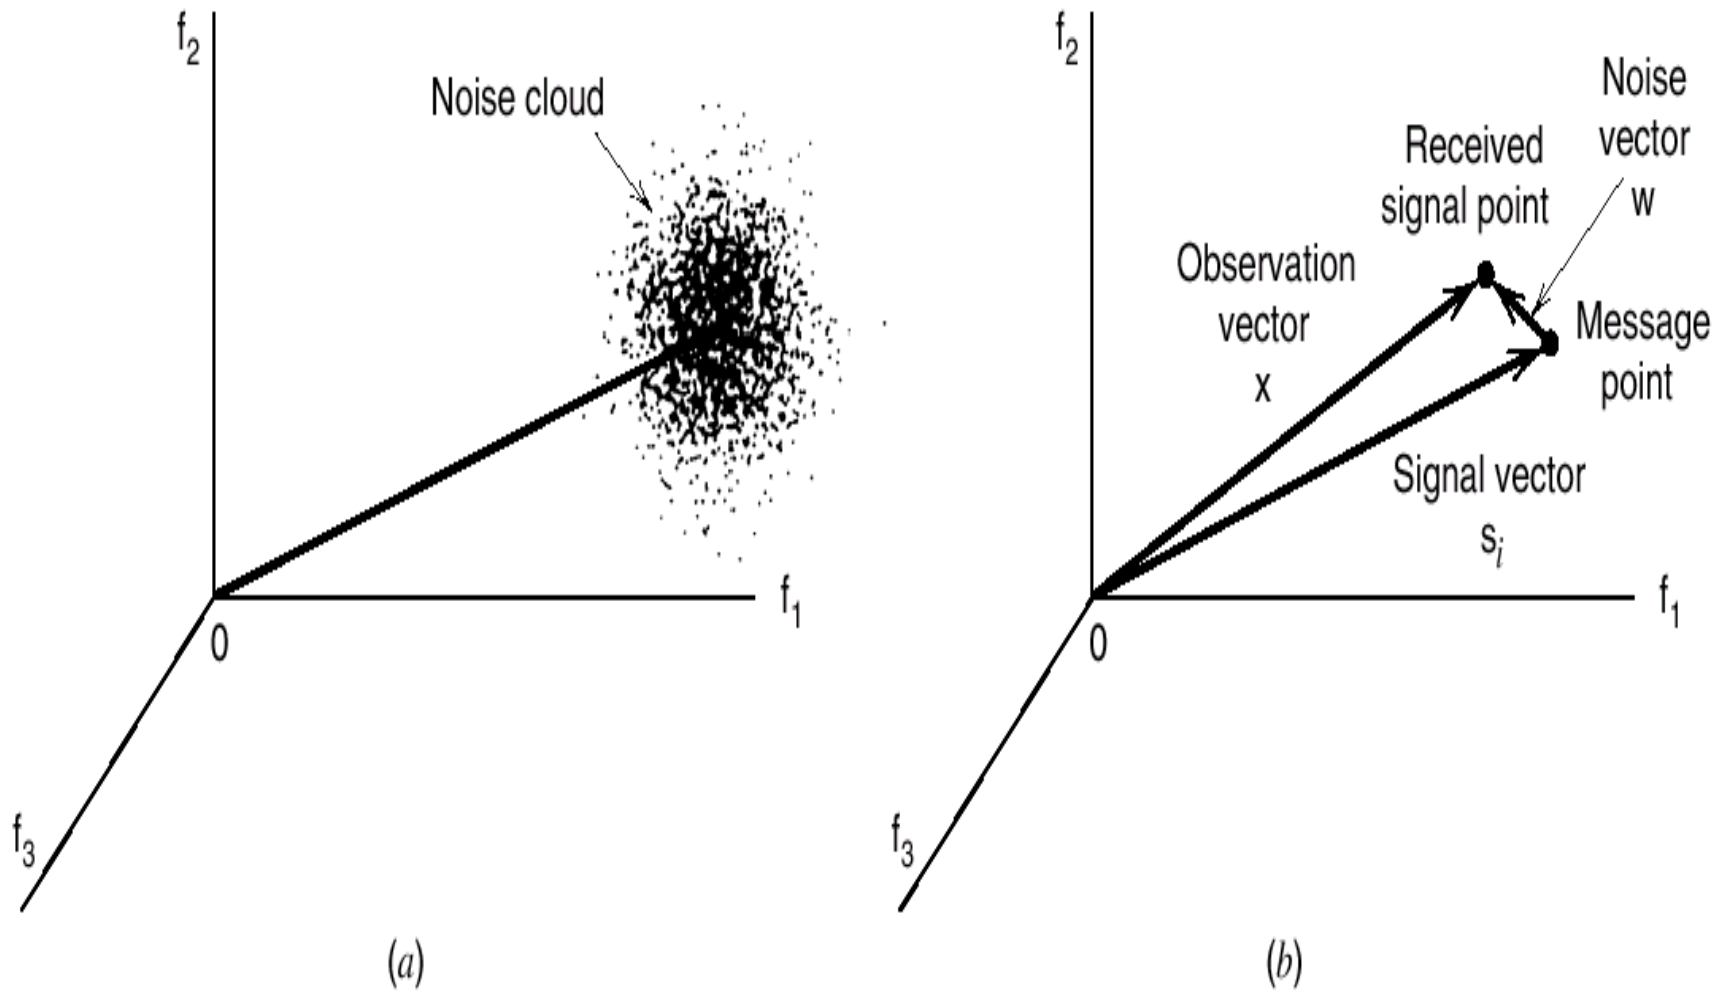 f2
Noise cloud
0
f1
f3
(a)
f2
Noise
vector
w
Received
signal point
Observation
vector
x
Message
point
Signal vector
si
0
f1
f3
(b)